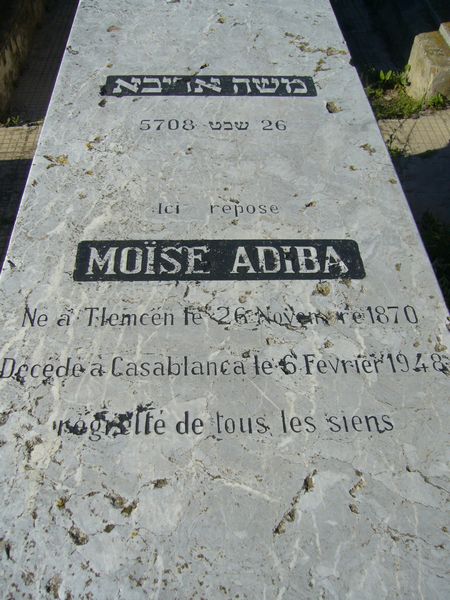 משה אדיבא
26 שבט 5708
Ici repose
MOÏSE ADIBA
Né à Tlemcen le 26 Novembre 1870
Décédé à Casablanca le 6 Février 1948
regretté de tous les siens